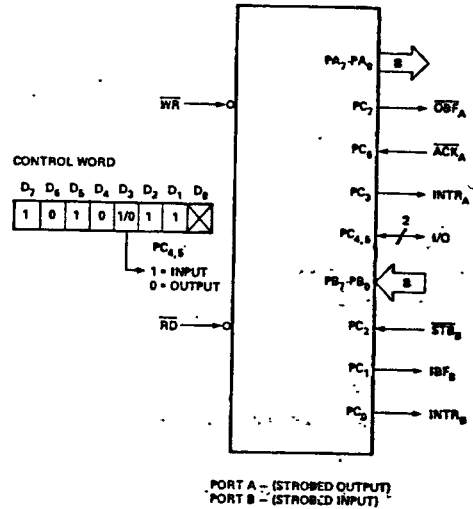 PA7-PA0
8
WR
PC7
OBFA
PC6
ACKA
CONTROL WORD
PC3
INTRA
D7 D6 D5 D4 D3 D2 D1 D0
1 0 1 0 1/0 1 1
PC4,5
2
I/O
PC4,5
1 = INPUT
0 = OUTPUT
PB7-PB0
8
RD
PC2
STBB
PC1
IBFB
PC0
INTRB
PORT A – (STROBED OUTPUT)
PORT B – (STROBED INPUT)